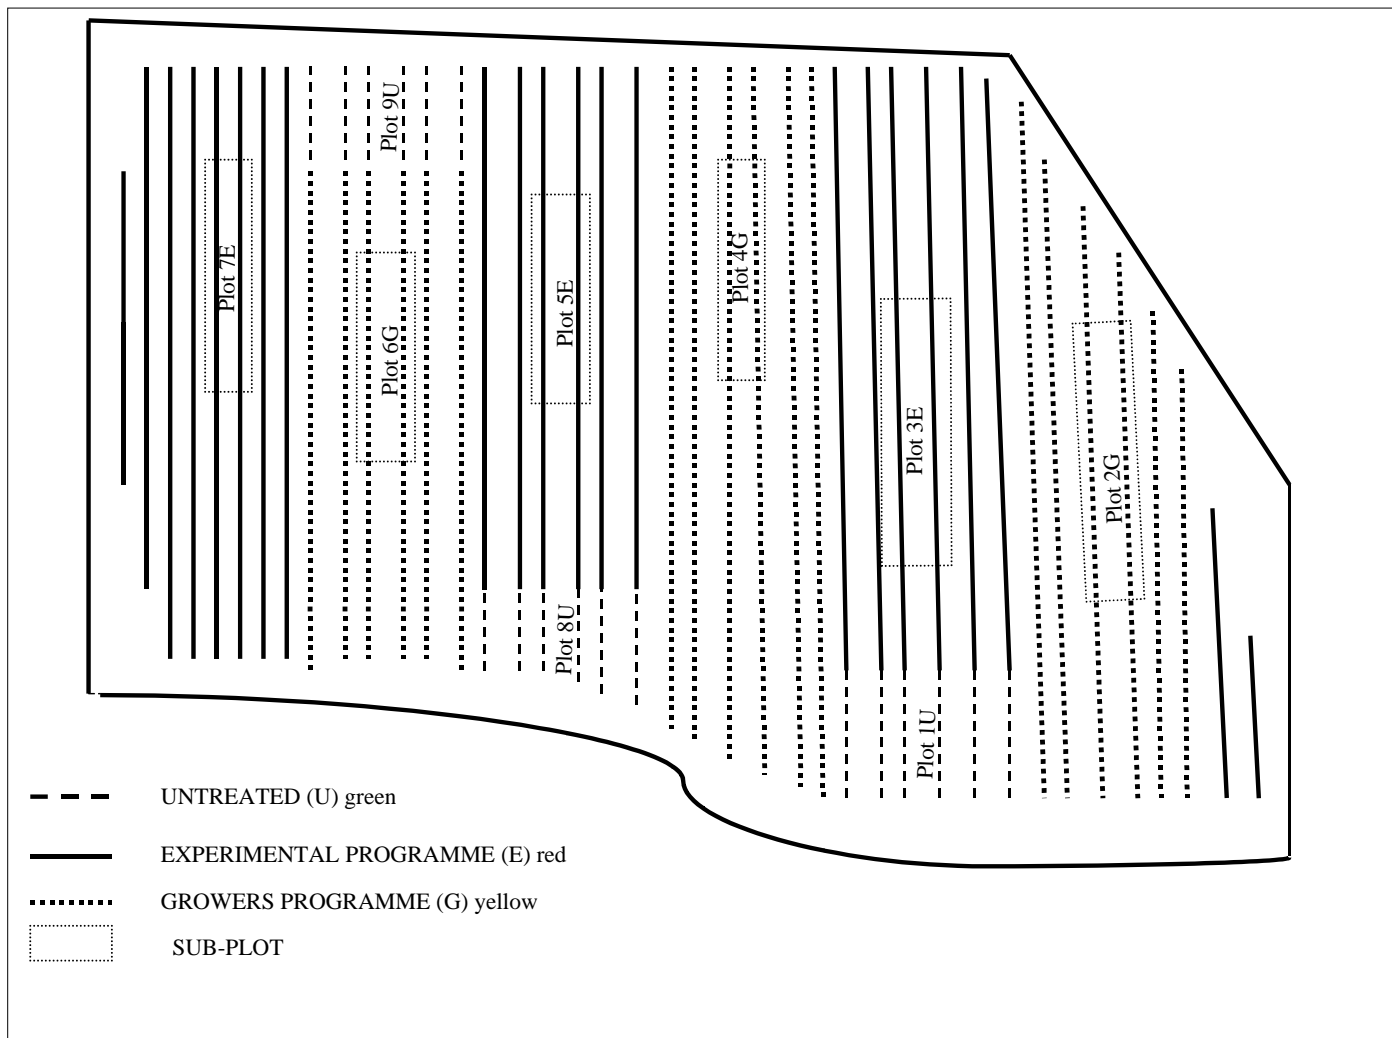 Plot 9U
Plot 7E
Plot 6G
Plot 5E
Plot 4G
Plot 3E
Plot 2G
Plot 8U
Plot 1U
UNTREATED (U) green
EXPERIMENTAL PROGRAMME (E) red
GROWERS PROGRAMME (G) yellow
SUB-PLOT